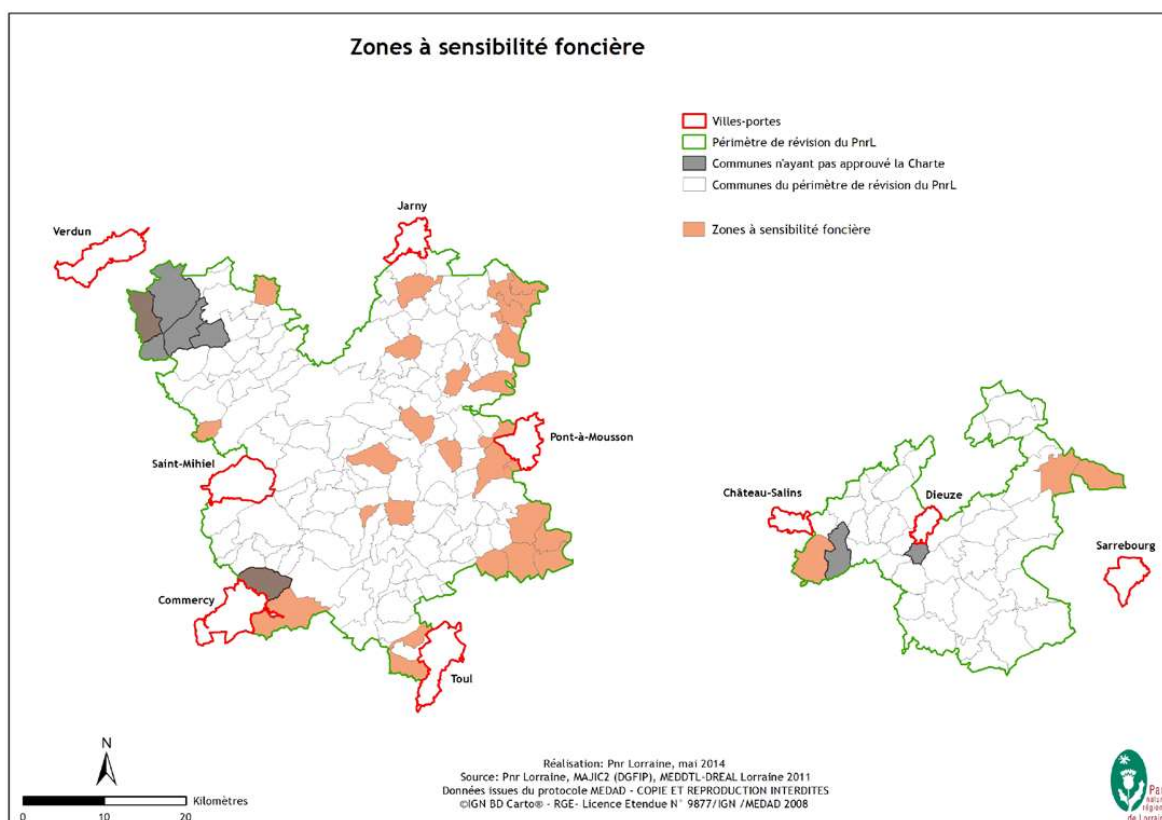 Zones à sensibilité foncière
Villes-portes
Périmètre de révision du PnrL
Communes n'ayant pas approuvé la Charte
Communes du périmètre de révision du PnrL
Zones à sensibilité foncière
Verdun
Jarny
Pont-à-Mousson
Saint-Mihiel
Château-Salins
Dieuze
Sarrebourg
Commercy
Toul
N
Kilomètres
0 10 20
Réalisation: Pnr Lorraine, mai 2014
Source: Pnr Lorraine, MAJIC2 (DGFIP), MEDDTL-DREAL Lorraine 2011
Données issues du protocole MEDAD - COPIE ET REPRODUCTION INTERDITES
©IGN BD Carto® - RGE- Licence Etendue N° 9877/IGN /MEDAD 2008
de Lorrain